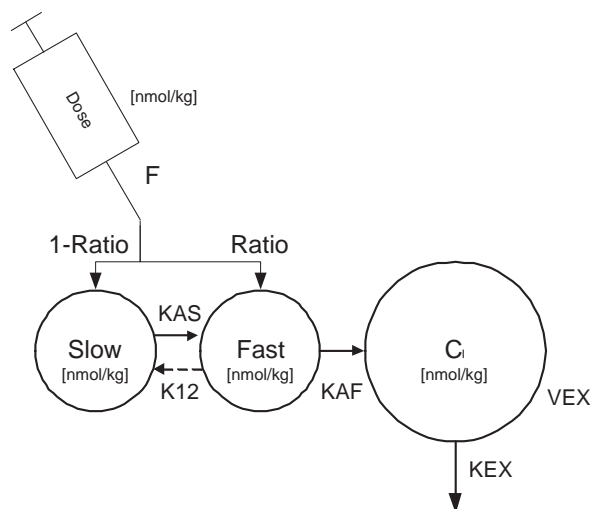 Dose
[nmol/kg]
F
1-Ratio
Ratio
KAS
Slow
[nmol/kg]
Fast
[nmol/kg]
K12
KAF
Cl
[nmol/kg]
VEX
KEX